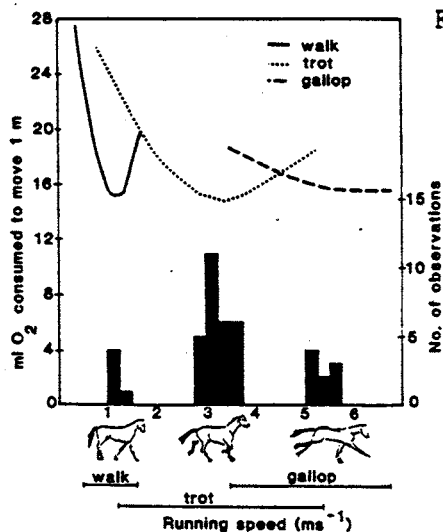 E
28
24
20
16
12
8
4
0
ml O2 consumed to move 1 m
walk
trot
gallop
15
10
5
0
No. of observations
1 2 3 4 5 6
walk
gallop
trot
Running speed (ms-1)